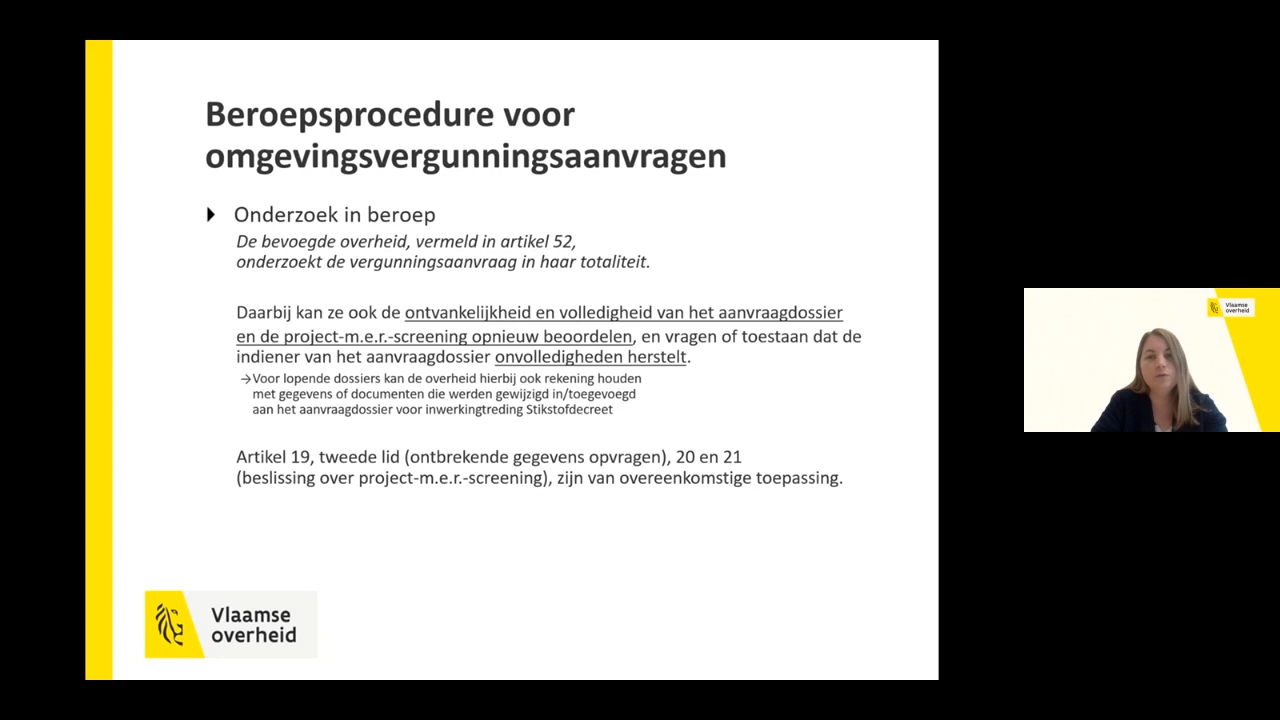 Beroepsprocedure voor
omgevingsvergunningsaanvragen
Onderzoek in beroep
De bevoegde overheid, vermeld in artikel 52,
onderzoekt de vergunningsaanvraag in haar totaliteit.
Daarbij kan ze ook de ontvankelijkheid en volledigheid van het aanvraagdossier
en de project-m.e.r.-screening opnieuw beoordelen, en vragen of toestaan dat de
indiener van het aanvraagdossier onvolledigheden herstelt.
→Voor lopende dossiers kan de overheid hierbij ook rekening houden
met gegevens of documenten die werden gewijzigd in/toegevoegd
aan het aanvraagdossier voor inwerkingtreding Stikstofdecreet
Artikel 19, tweede lid (ontbrekende gegevens opvragen), 20 en 21
(beslissing over project-m.e.r.-screening), zijn van overeenkomstige toepassing.
Vlaamse
overheid
Vlaamse
overheid